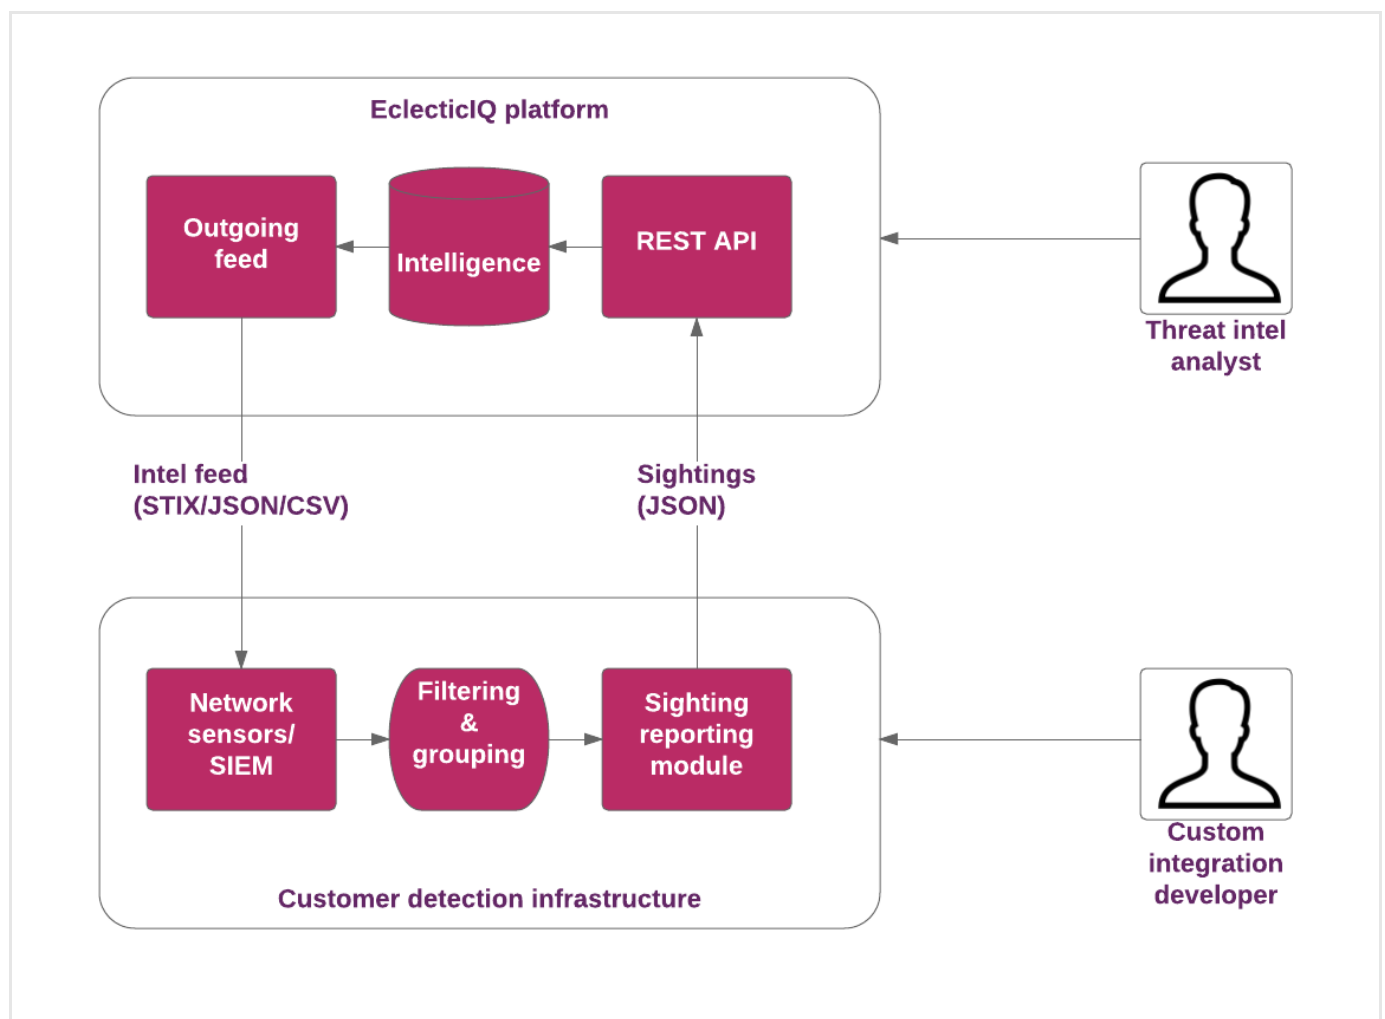 EclecticIQ platform
Outgoing
feed
Intelligence
REST API
Threat intel
analyst
Intel feed
(STIX/JSON/CSV)
Sightings
(JSON)
Network
sensors/
SIEM
Filtering
&
grouping
Sighting
reporting
module
Custom
integration
developer
Customer detection infrastructure